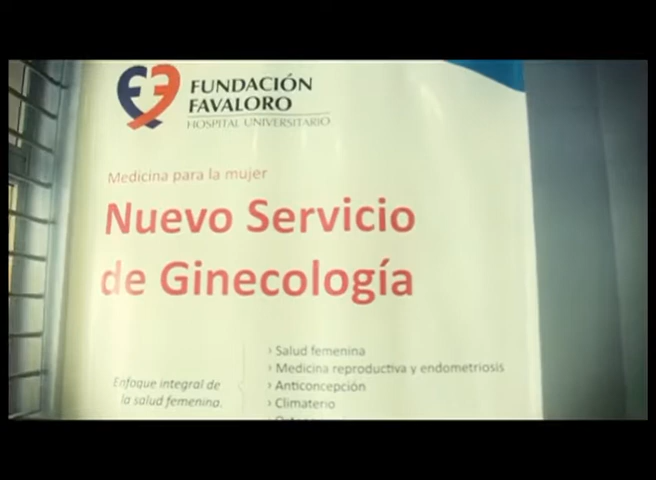 FUNDACIÓN
FAVALORO
HOSPITAL UNIVERSITARIO
Medicina para la mujer
Nuevo Servicio
de Ginecología
› Salud femenina
› Medicina reproductiva y endometriosis
› Anticoncepción
› Climaterio
Enfoque integral de
la salud femenina.